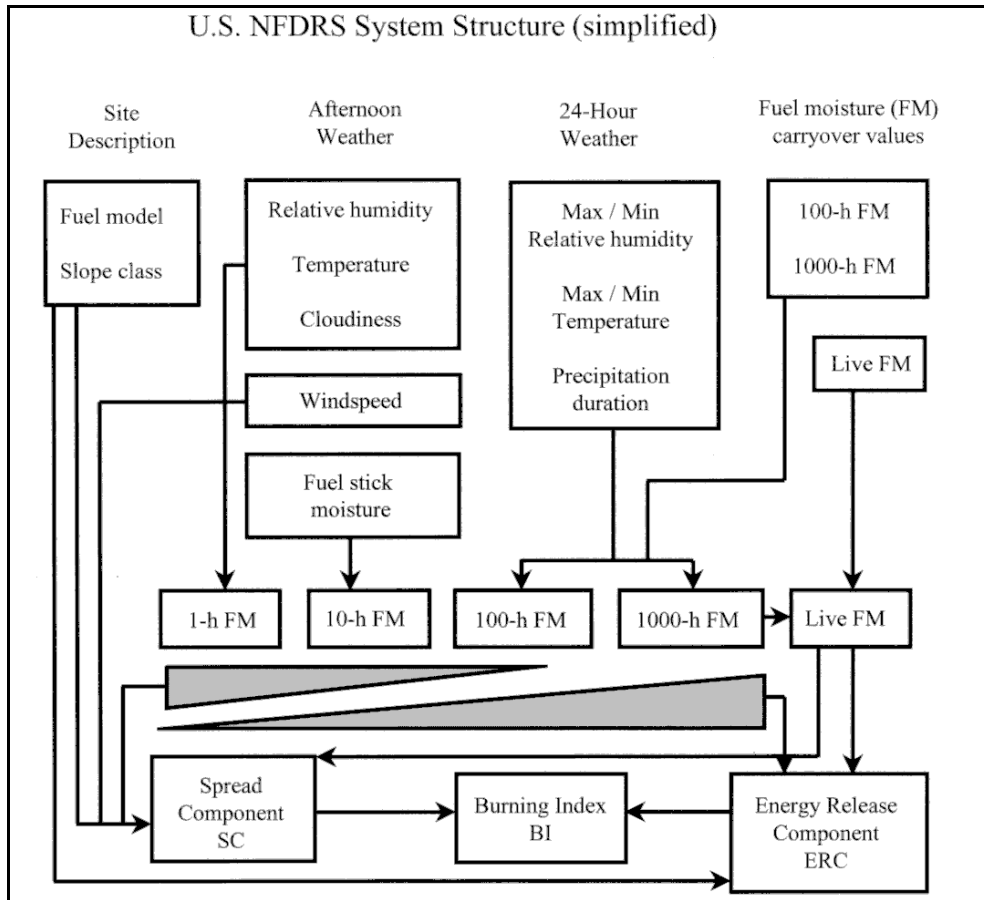 U.S. NFDRS System Structure (simplified)
Site
Description
Afternoon
Weather
24-Hour
Weather
Fuel moisture (FM)
carryover values
Fuel model
Slope class
Relative humidity
Temperature
Cloudiness
Max / Min
Relative humidity
Max / Min
Temperature
Precipitation
duration
100-h FM
1000-h FM
Live FM
Windspeed
Fuel stick
moisture
1-h FM
10-h FM
100-h FM
1000-h FM
Live FM
Spread
Component
SC
Burning Index
BI
Energy Release
Component
ERC